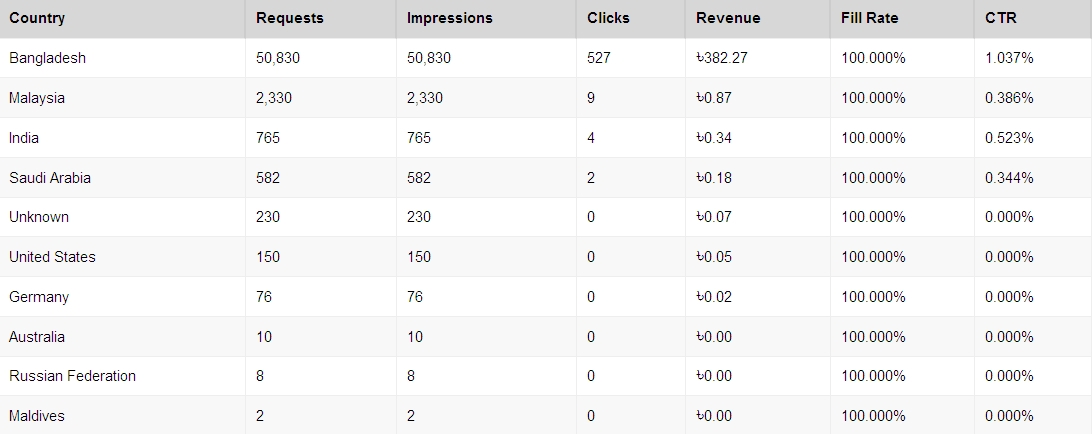 Country Requests Impressions Clicks Revenue Fill Rate CTR
Bangladesh 50,830 50,830 527 ৳382.27 100.000% 1.037%
Malaysia 2,330 2,330 9 ৳0.87 100.000% 0.386%
India 765 765 4 ৳0.34 100.000% 0.523%
Saudi Arabia 582 582 2 ৳0.18 100.000% 0.344%
Unknown 230 230 0 ৳0.07 100.000% 0.000%
United States 150 150 0 ৳0.05 100.000% 0.000%
Germany 76 76 0 ৳0.02 100.000% 0.000%
Australia 10 10 0 ৳0.00 100.000% 0.000%
Russian Federation 8 8 0 ৳0.00 100.000% 0.000%
Maldives 2 2 0 ৳0.00 100.000% 0.000%